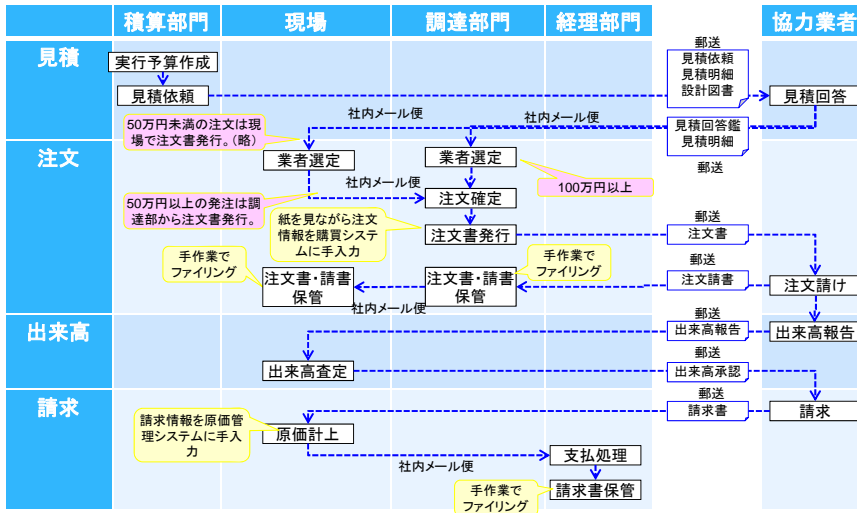 積算部門
現場
調達部門
経理部門
協力業者
見積
実行予算作成
見積依頼
郵送
見積依頼
見積明細
設計図書
見積回答
社内メール便
社内メール便
50万円未満の注文は現
場で注文書発行。（略）
見積回答鑑
見積明細
郵送
注文
業者選定
業者選定
100万円以上
社内メール便
50万円以上の発注は調
達部から注文書発行。
注文確定
紙を見ながら注文
情報を購買システ
ムに手入力
注文書発行
郵送
注文書
手作業で
ファイリング
手作業で
ファイリング
郵送
注文請書
注文書・請書
保管
注文書・請書
保管
注文請け
社内メール便
出来高
郵送
出来高報告
出来高報告
出来高査定
郵送
出来高承認
請求
郵送
請求書
請求
請求情報を原価管
理システムに手入
力
原価計上
社内メール便
支払処理
手作業で
ファイリング
請求書保管